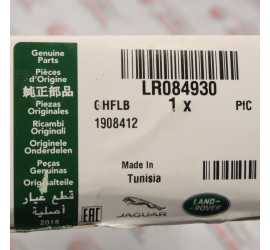 Genuine
Parts
Pièces
d'Origine
純正部品
Piezas
Originales
Ricambi
Originali
Originele
Onderdelen
Peças
Genuínas
Originalteile
قطع غيار
أصلية
2016
LR084930
GHFLB 1 x PIC
1908412
Made In
Tunisia
EAC
JAGUAR
LAND-
ROVER